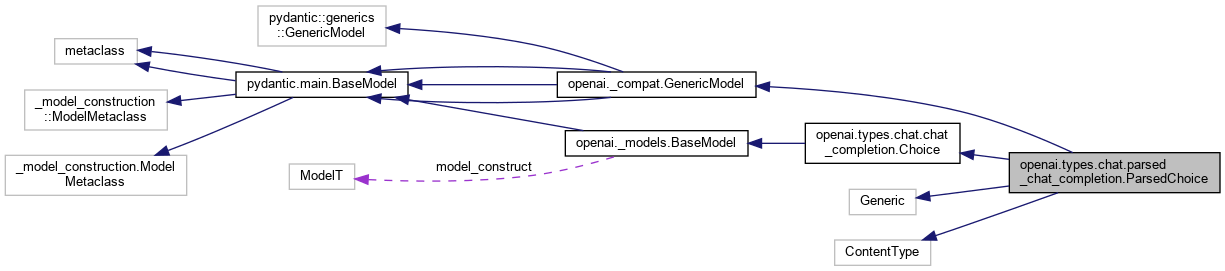 pydantic::generics
::GenericModel
metaclass
pydantic.main.BaseModel
openai._compat.GenericModel
_model_construction
::ModelMetaclass
openai._models.BaseModel
openai.types.chat.chat
_completion.Choice
_model_construction.Model
Metaclass
ModelT
model_construct
openai.types.chat.parsed
_chat_completion.ParsedChoice
Generic
ContentType